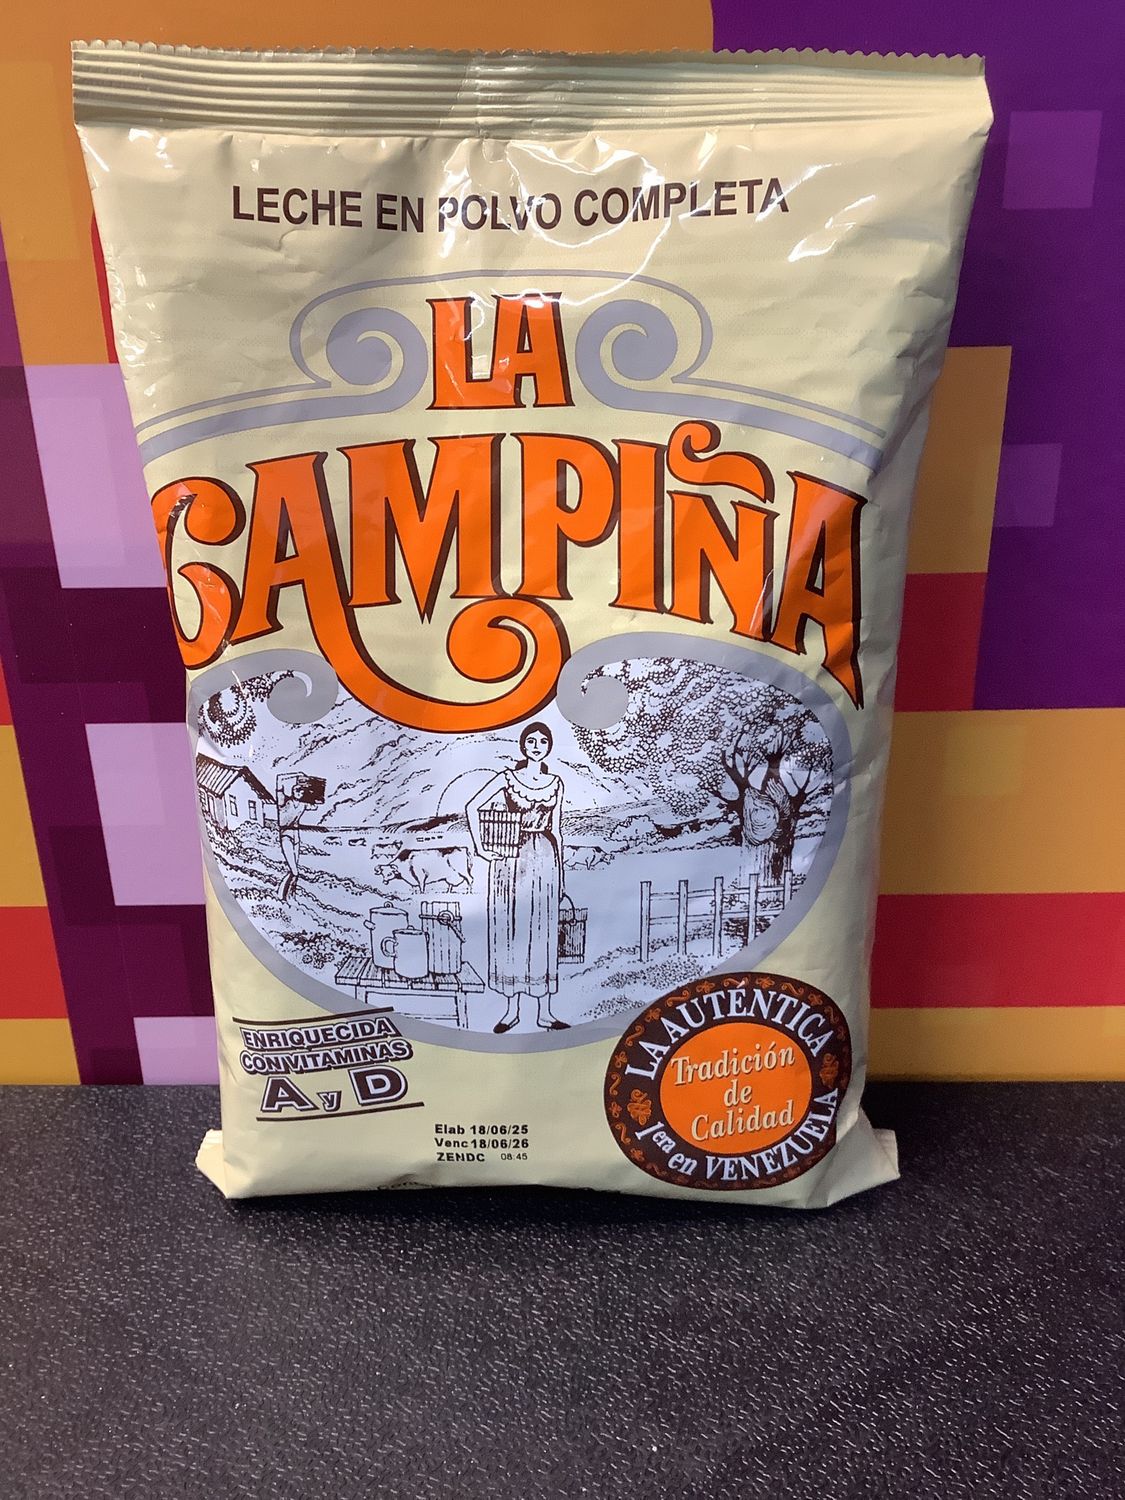 LECHE EN POLVO COMPLETA
LA
CAMPIÑA
ENRIQUECIDA
CON VITAMINAS
A y D
Elab 18/06/25
Venc 18/06/26
ZENDC 08:45
LA AUTÉNTICA
Tradición
de
Calidad
1era en VENEZUELA